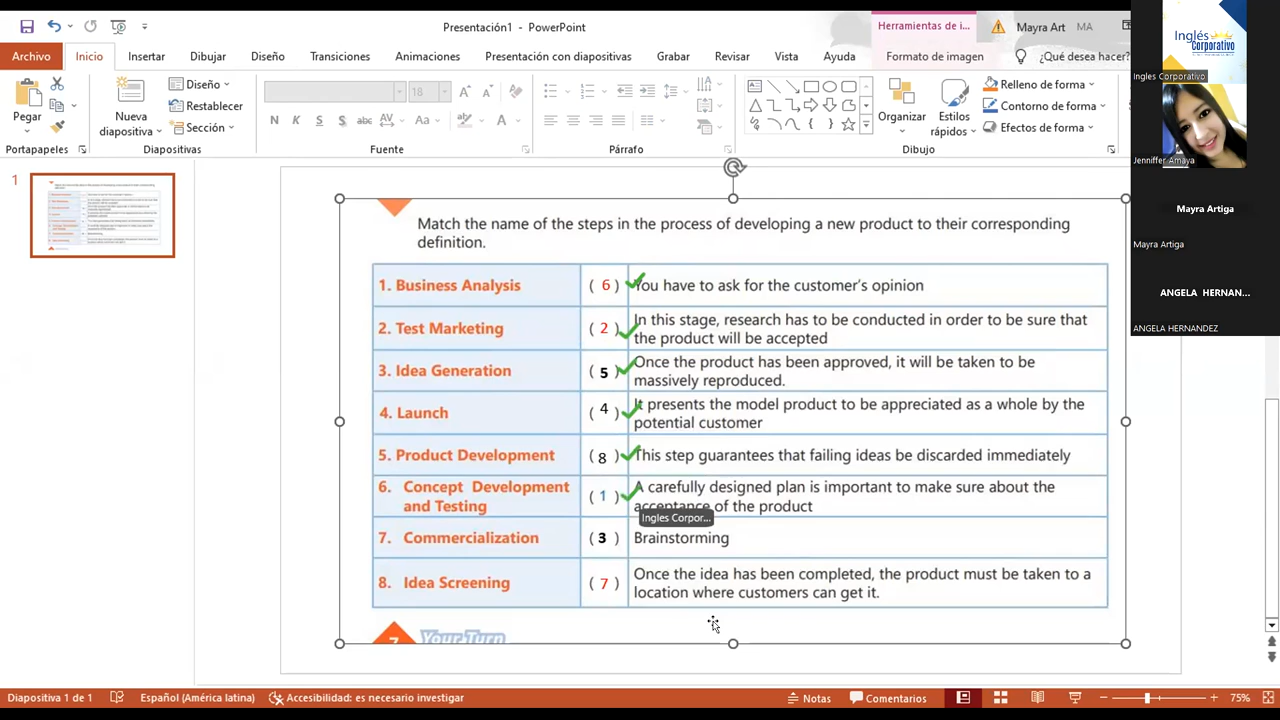 Presentación1 - PowerPoint
Herramientas de i...
Mayra Art
MA
Archivo
Inicio
Insertar
Dibujar
Diseño
Transiciones
Animaciones
Presentación con diapositivas
Grabar
Revisar
Vista
Ayuda
Formato de imagen
¿Qué desea hacer?
Pegar
Nueva
diapositiva
Diseño
Restablecer
Sección
18
N K S S abc AV Aa A
Organizar
Estilos
rápidos
Relleno de forma
Contorno de forma
Efectos de forma
Portapapeles
Diapositivas
Fuente
Párrafo
Dibujo
Inglés
Corporativo
Ingles Corporativo
Jenniffer Amaya
Mayra Artiga
Mayra Artiga
ANGELA HERNAN...
ANGELA HERNANDEZ
1
Match the name of the steps in the process of developing a new product to the corresponding
definition.
1. Business Analysis ( 6 ) You have to ask for the customer's opinion
2. Test Marketing ( 2 ) In this stage, research has to be conducted in order to be sure that
the product will be accepted
3. Idea Generation ( 5 ) Once the product has been approved, it will be taken to be
massively reproduced.
4. Launch ( 4 ) It presents the model product to be appreciated as a whole by the
potential customer
5. Product Development ( 8 ) This step guarantees that failing ideas be discarded immediately
6. Concept Development
and Testing ( 1 ) A carefully designed plan is important to make sure about the
acceptance of the product
Ingles Corpor...
7. Commercialization ( 3 ) Brainstorming
8. Idea Screening ( 7 ) Once the idea has been completed, the product must be taken to a
location where customers can get it.
7 Your Turn
Diapositiva 1 de 1
Español (América latina)
Accesibilidad: es necesario investigar
Notas
Comentarios
75%